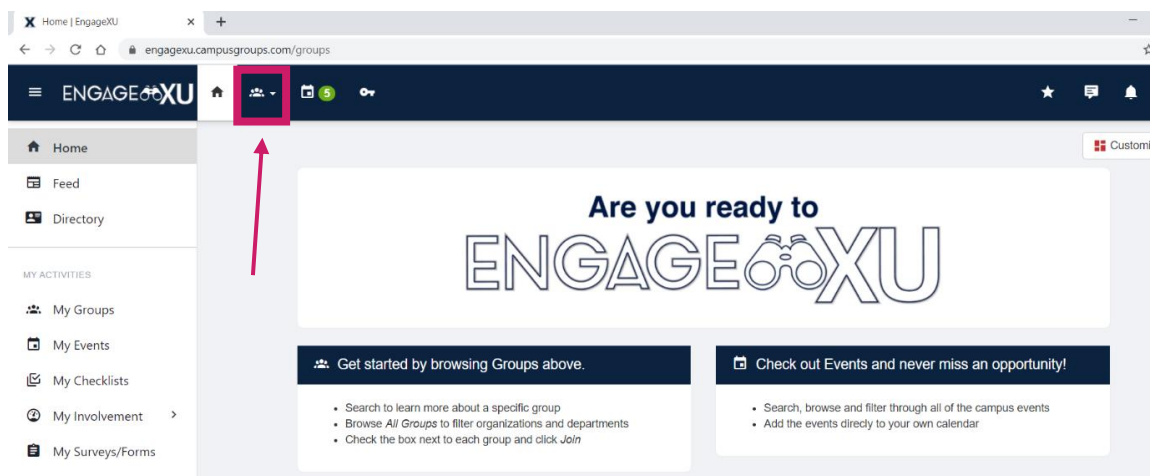 X Home | EngageXU × +
engagexu.campusgroups.com/groups
ENGAGE XU 5
Home
Customi
Feed
Directory
Are you ready to
ENGAGE XU
MY ACTIVITIES
My Groups
My Events
My Checklists
My Involvement >
My Surveys/Forms
Get started by browsing Groups above.
• Search to learn more about a specific group
• Browse All Groups to filter organizations and departments
• Check the box next to each group and click Join
Check out Events and never miss an opportunity!
• Search, browse and filter through all of the campus events
• Add the events direcly to your own calendar